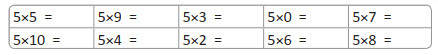 5×5 = 5×9 = 5×3 = 5×0 = 5×7 =
5×10 = 5×4 = 5×2 = 5×6 = 5×8 =